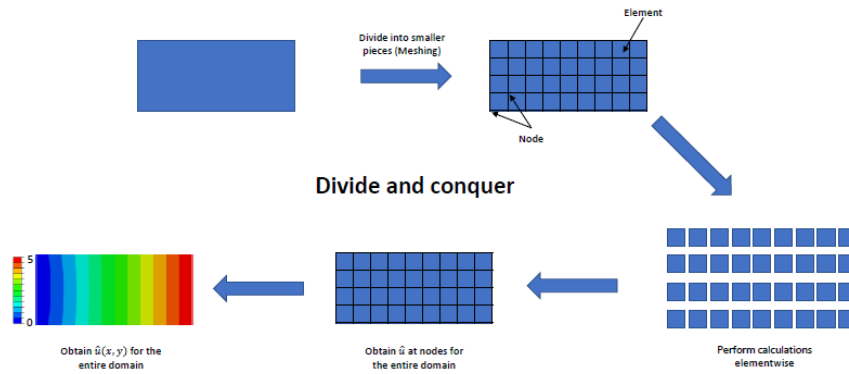 Divide into smaller
pieces (Meshing)
Element
Node
Divide and conquer
5
0
Obtain û(x, y) for the
entire domain
Obtain û at nodes for
the entire domain
Perform calculations
elementwise